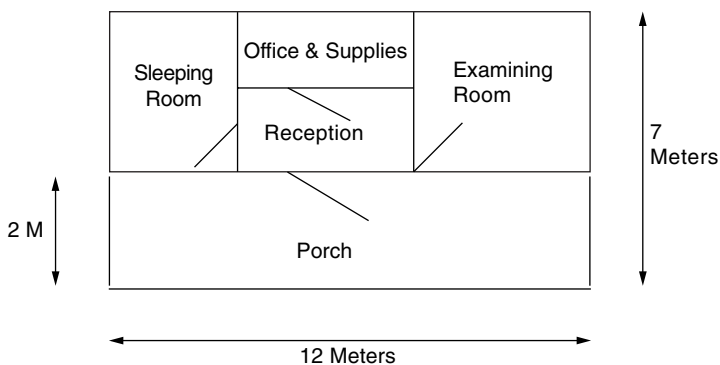 Office & Supplies
Sleeping
Room
Examining
Room
Reception
7
Meters
2 M
Porch
12 Meters